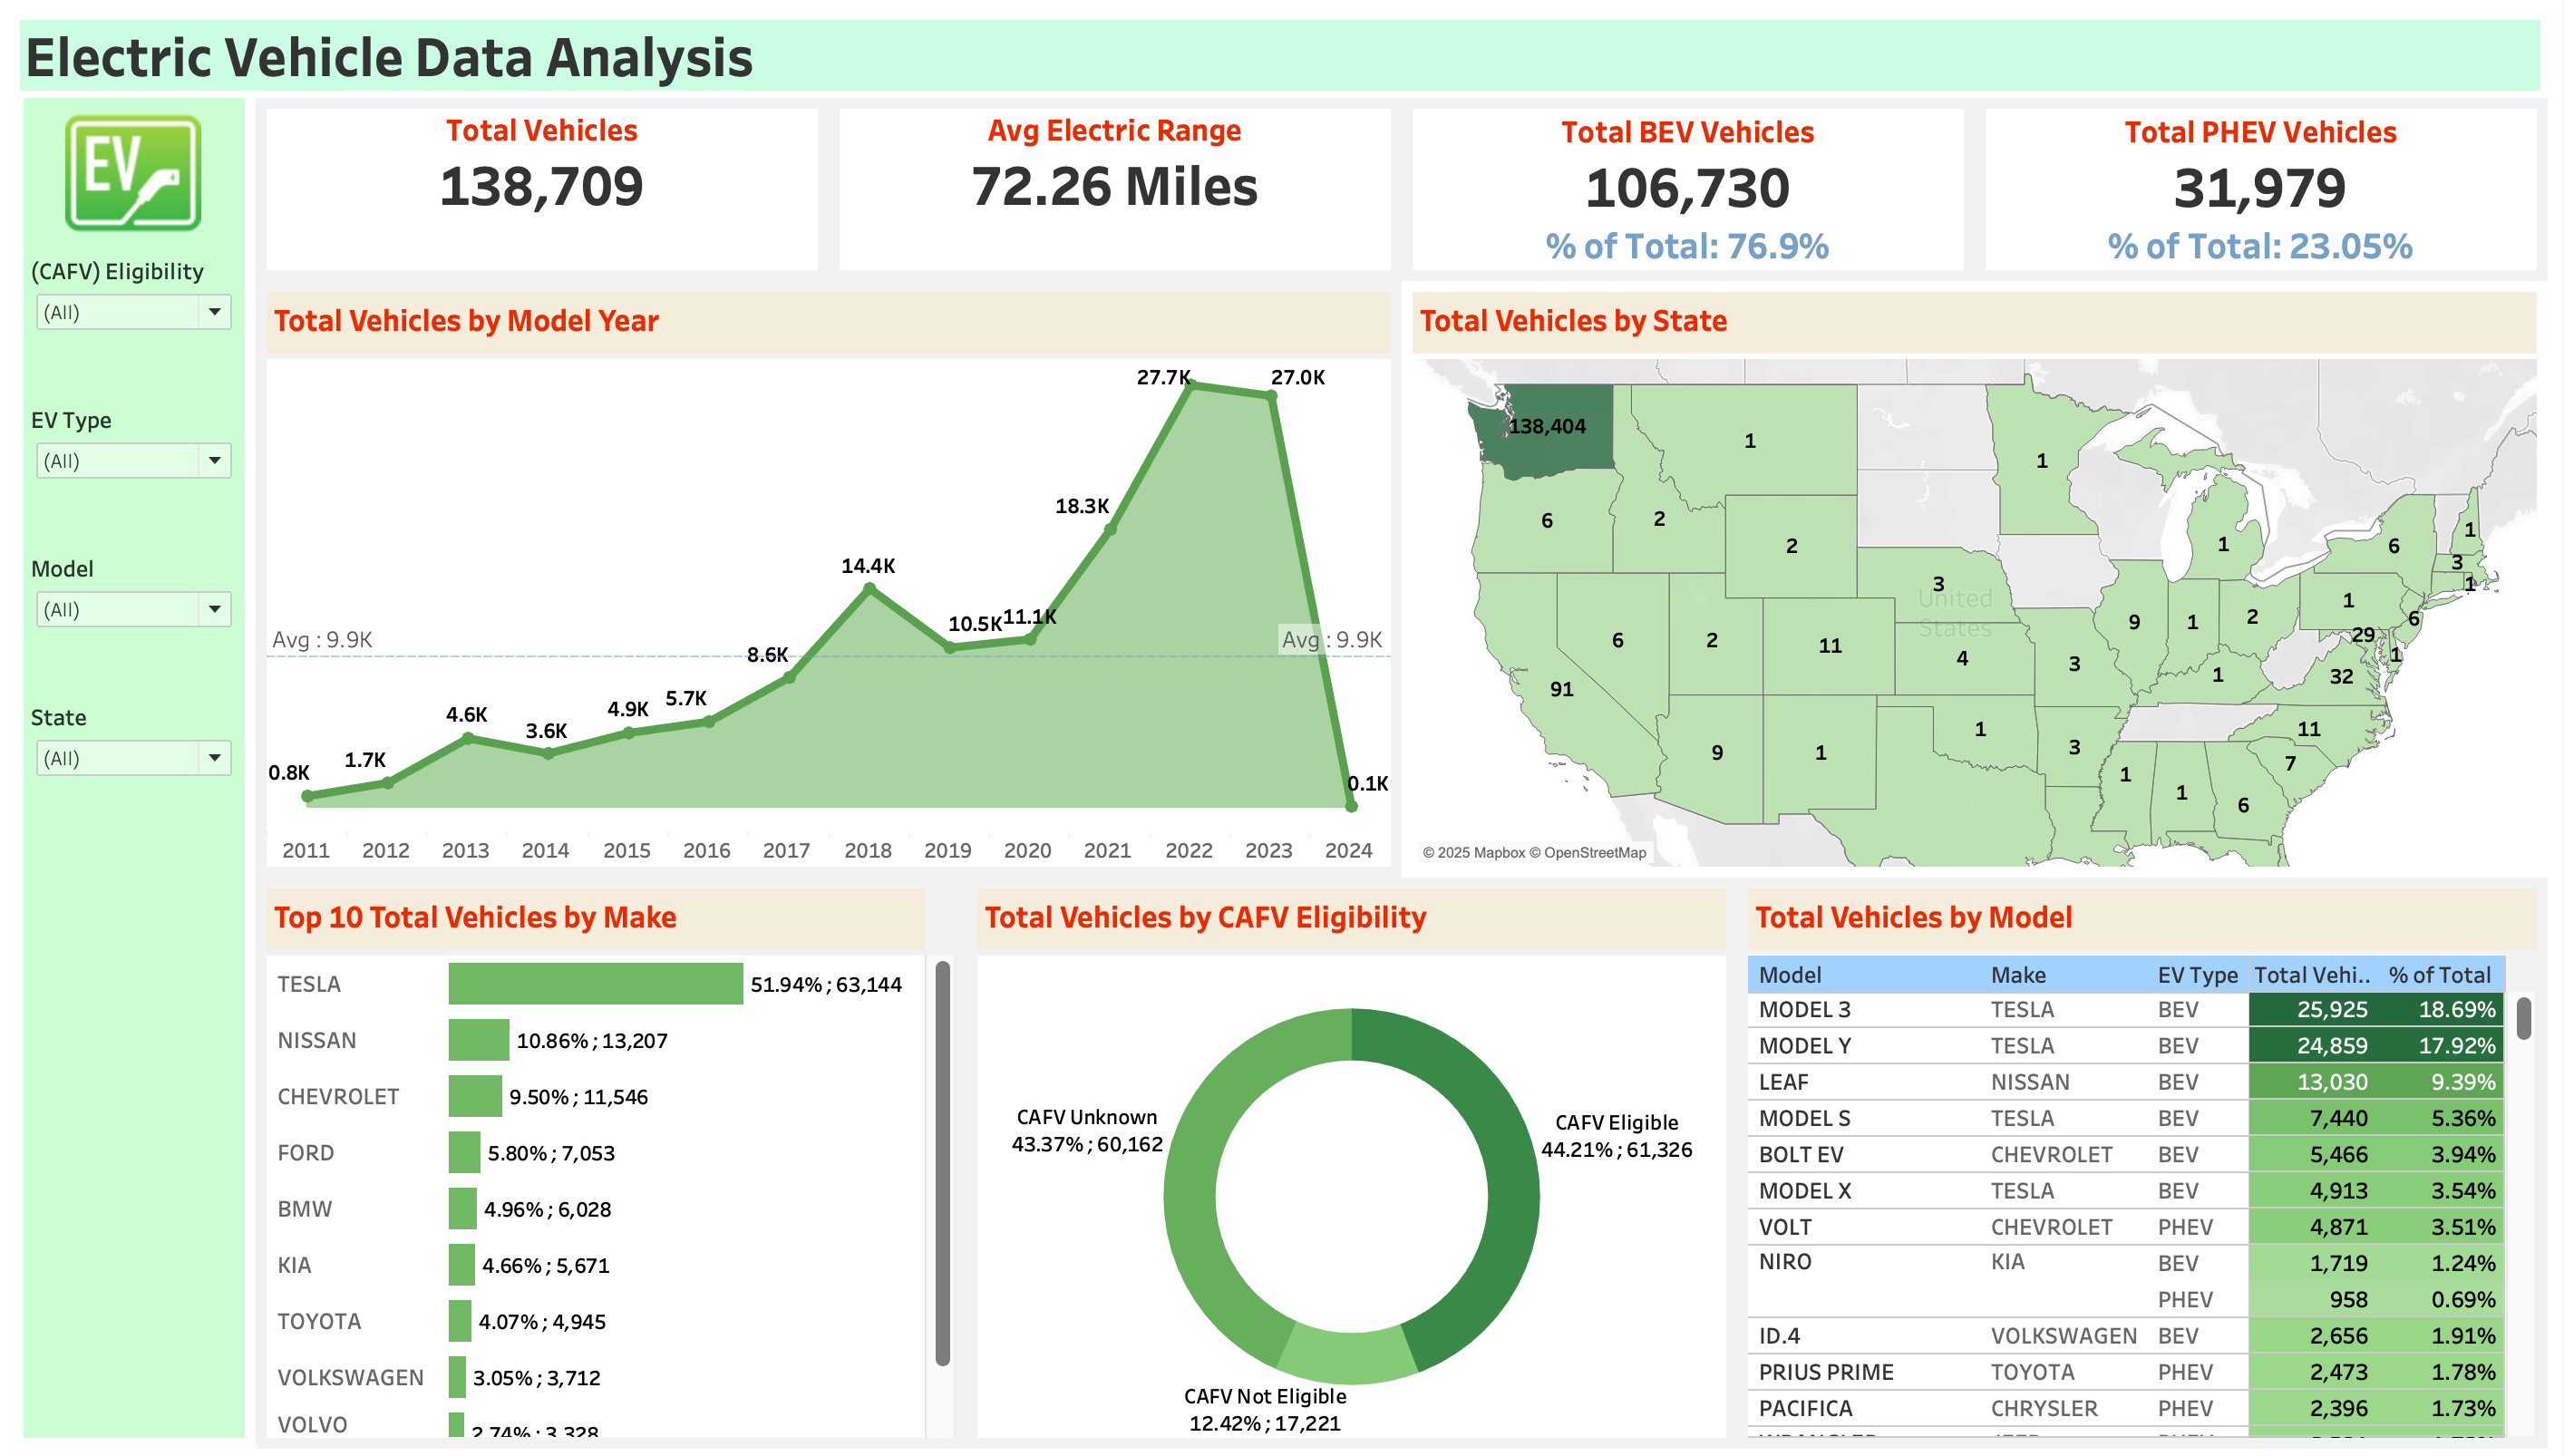 Electric Vehicle Data Analysis
EV
(CAFV) Eligibility
(All)
EV Type
(All)
Model
(All)
State
(All)
Total Vehicles
138,709
Avg Electric Range
72.26 Miles
Total BEV Vehicles
106,730
% of Total: 76.9%
Total PHEV Vehicles
31,979
% of Total: 23.05%
Total Vehicles by Model Year
27.7K 27.0K
18.3K
14.4K
10.5K 11.1K
Avg : 9.9K Avg : 9.9K
8.6K
5.7K
4.9K
4.6K
3.6K
1.7K
0.8K
0.1K
2011 2012 2013 2014 2015 2016 2017 2018 2019 2020 2021 2022 2023 2024
Total Vehicles by State
138,404
1
1
6
2
2
1
6
1
3
1
3
United
States
9
1
2
1
6
6
2
11
4
3
1
29
1
32
91
9
1
1
3
11
7
1
1
6
© 2025 Mapbox © OpenStreetMap
Top 10 Total Vehicles by Make
TESLA 51.94% ; 63,144
NISSAN 10.86% ; 13,207
CHEVROLET 9.50% ; 11,546
FORD 5.80% ; 7,053
BMW 4.96% ; 6,028
KIA 4.66% ; 5,671
TOYOTA 4.07% ; 4,945
VOLKSWAGEN 3.05% ; 3,712
VOLVO 2.74% ; 3,328
Total Vehicles by CAFV Eligibility
CAFV Unknown
43.37% ; 60,162
CAFV Eligible
44.21% ; 61,326
CAFV Not Eligible
12.42% ; 17,221
Total Vehicles by Model
Model Make EV Type Total Vehi.. % of Total
MODEL 3 TESLA BEV 25,925 18.69%
MODEL Y TESLA BEV 24,859 17.92%
LEAF NISSAN BEV 13,030 9.39%
MODEL S TESLA BEV 7,440 5.36%
BOLT EV CHEVROLET BEV 5,466 3.94%
MODEL X TESLA BEV 4,913 3.54%
VOLT CHEVROLET PHEV 4,871 3.51%
NIRO KIA BEV 1,719 1.24%
PHEV 958 0.69%
ID.4 VOLKSWAGEN BEV 2,656 1.91%
PRIUS PRIME TOYOTA PHEV 2,473 1.78%
PACIFICA CHRYSLER PHEV 2,396 1.73%